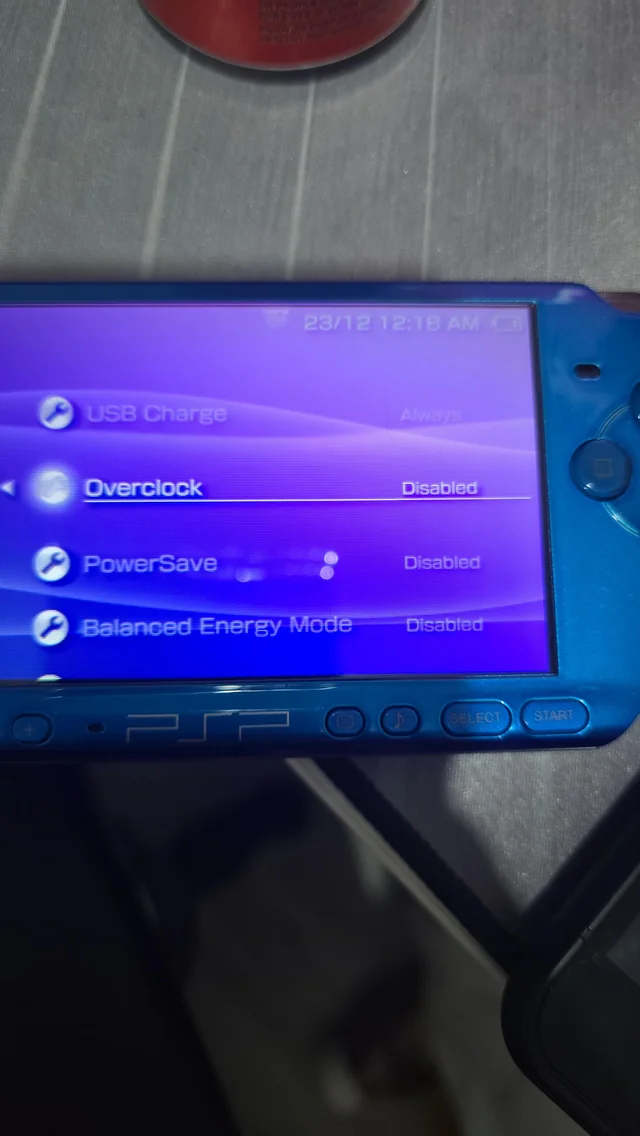 23/12 12:18 AM
USB Charge Always
Overclock Disabled
PowerSave Disabled
Balanced Energy Mode Disabled
PSP
SELECT
START